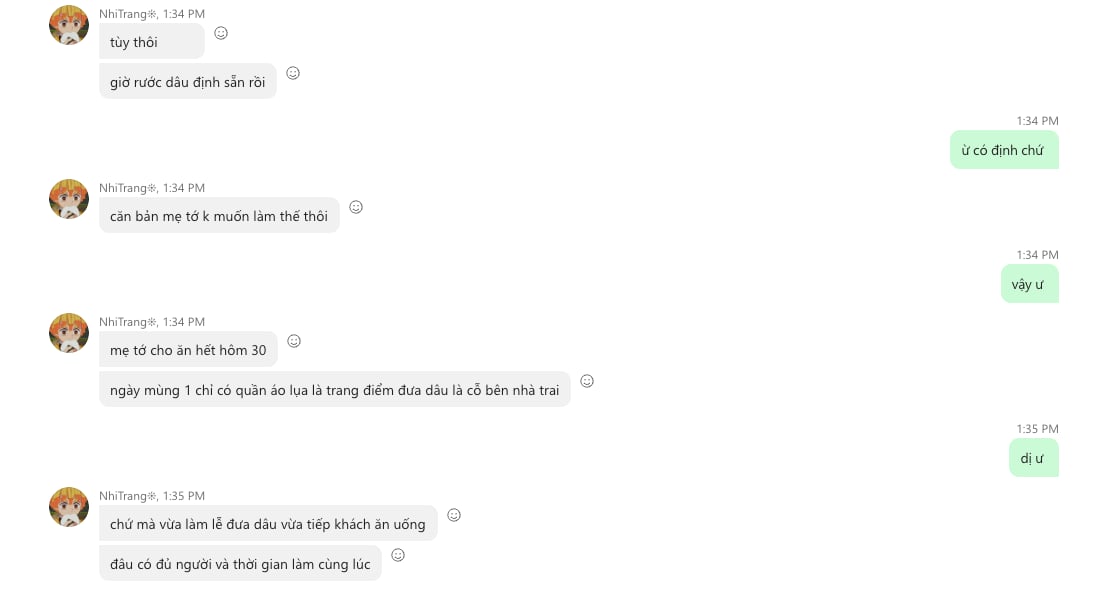 NhiTrang❊, 1:34 PM
tùy thôi
giờ rước dâu định sẵn rồi
1:34 PM
ừ có định chứ
NhiTrang❊, 1:34 PM
căn bản mẹ tớ k muốn làm thế thôi
1:34 PM
vậy ư
NhiTrang❊, 1:34 PM
mẹ tớ cho ăn hết hôm 30
ngày mùng 1 chỉ có quần áo lụa là trang điểm đưa dâu là cỗ bên nhà trai
1:35 PM
dị ư
NhiTrang❊, 1:35 PM
chứ mà vừa làm lễ đưa dâu vừa tiếp khách ăn uống
đâu có đủ người và thời gian làm cùng lúc